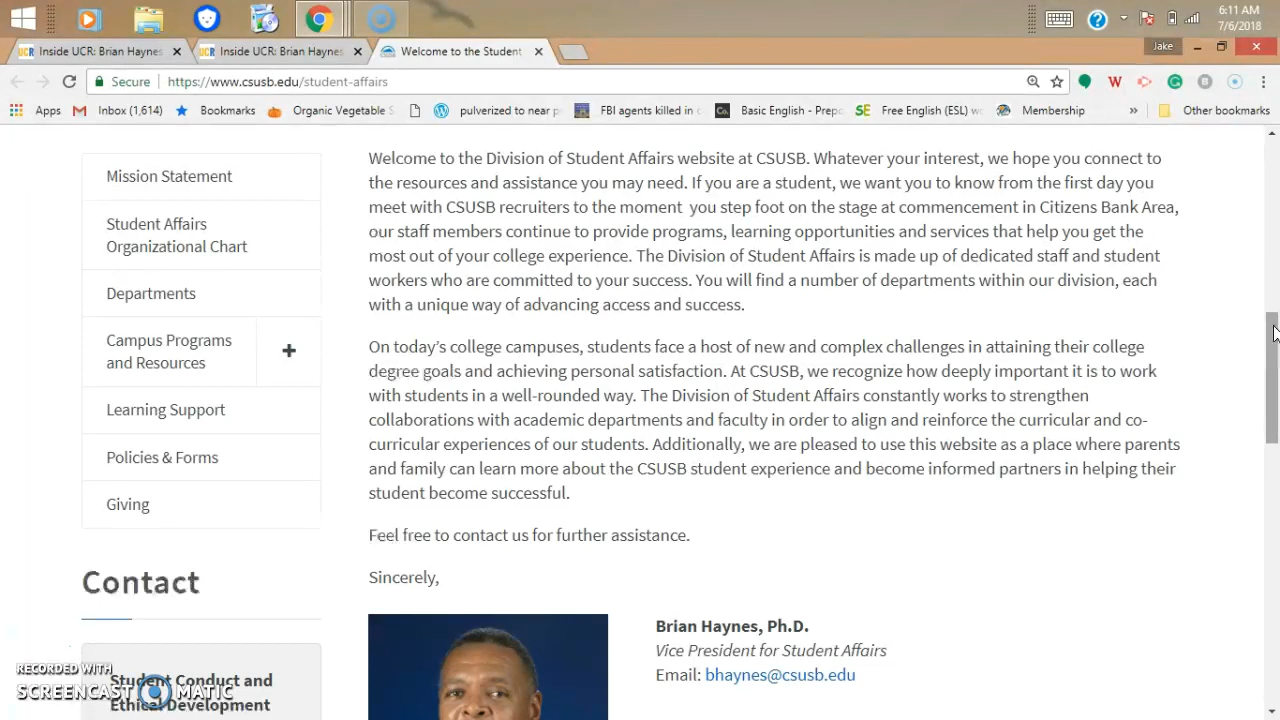 6:11 AM
7/6/2018
Inside UCR: Brian Haynes
Inside UCR: Brian Haynes
Welcome to the Student
Jake
Secure
https://www.csusb.edu/student-affairs
Apps
Inbox (1,614)
Bookmarks
Organic Vegetable S
pulverized to near p
FBI agents killed in
Basic English - Prep
Free English (ESL) w
Membership
»
Other bookmarks
Mission Statement
Student Affairs
Organizational Chart
Departments
Campus Programs
and Resources
+
Learning Support
Policies & Forms
Giving
Contact
Student Conduct and
Ethical Development
Welcome to the Division of Student Affairs website at CSUSB. Whatever your interest, we hope you connect to
the resources and assistance you may need. If you are a student, we want you to know from the first day you
meet with CSUSB recruiters to the moment you step foot on the stage at commencement in Citizens Bank Area,
our staff members continue to provide programs, learning opportunities and services that help you get the
most out of your college experience. The Division of Student Affairs is made up of dedicated staff and student
workers who are committed to your success. You will find a number of departments within our division, each
with a unique way of advancing access and success.
On today’s college campuses, students face a host of new and complex challenges in attaining their college
degree goals and achieving personal satisfaction. At CSUSB, we recognize how deeply important it is to work
with students in a well-rounded way. The Division of Student Affairs constantly works to strengthen
collaborations with academic departments and faculty in order to align and reinforce the curricular and co-
curricular experiences of our students. Additionally, we are pleased to use this website as a place where parents
and family can learn more about the CSUSB student experience and become informed partners in helping their
student become successful.
Feel free to contact us for further assistance.
Sincerely,
Brian Haynes, Ph.D.
Vice President for Student Affairs
Email: bhaynes@csusb.edu
RECORDED WITH
SCREENCAST MATIC